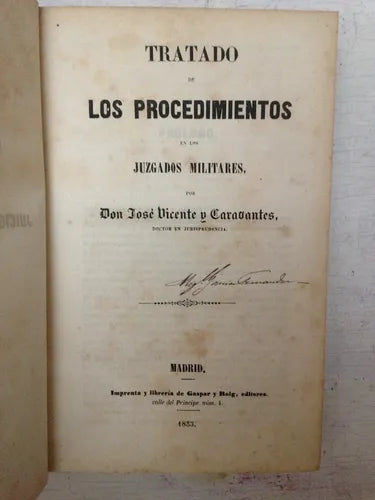 TRATADO
DE
LOS PROCEDIMIENTOS
EN LOS
JUZGADOS MILITARES,
POR
Don José Vicente y Caravantes,
DOCTOR EN JURISPRUDENCIA.
MADRID.
Imprenta y librería de Gaspar y Roig, editores.
calle del Príncipe núm. 4.
1853.